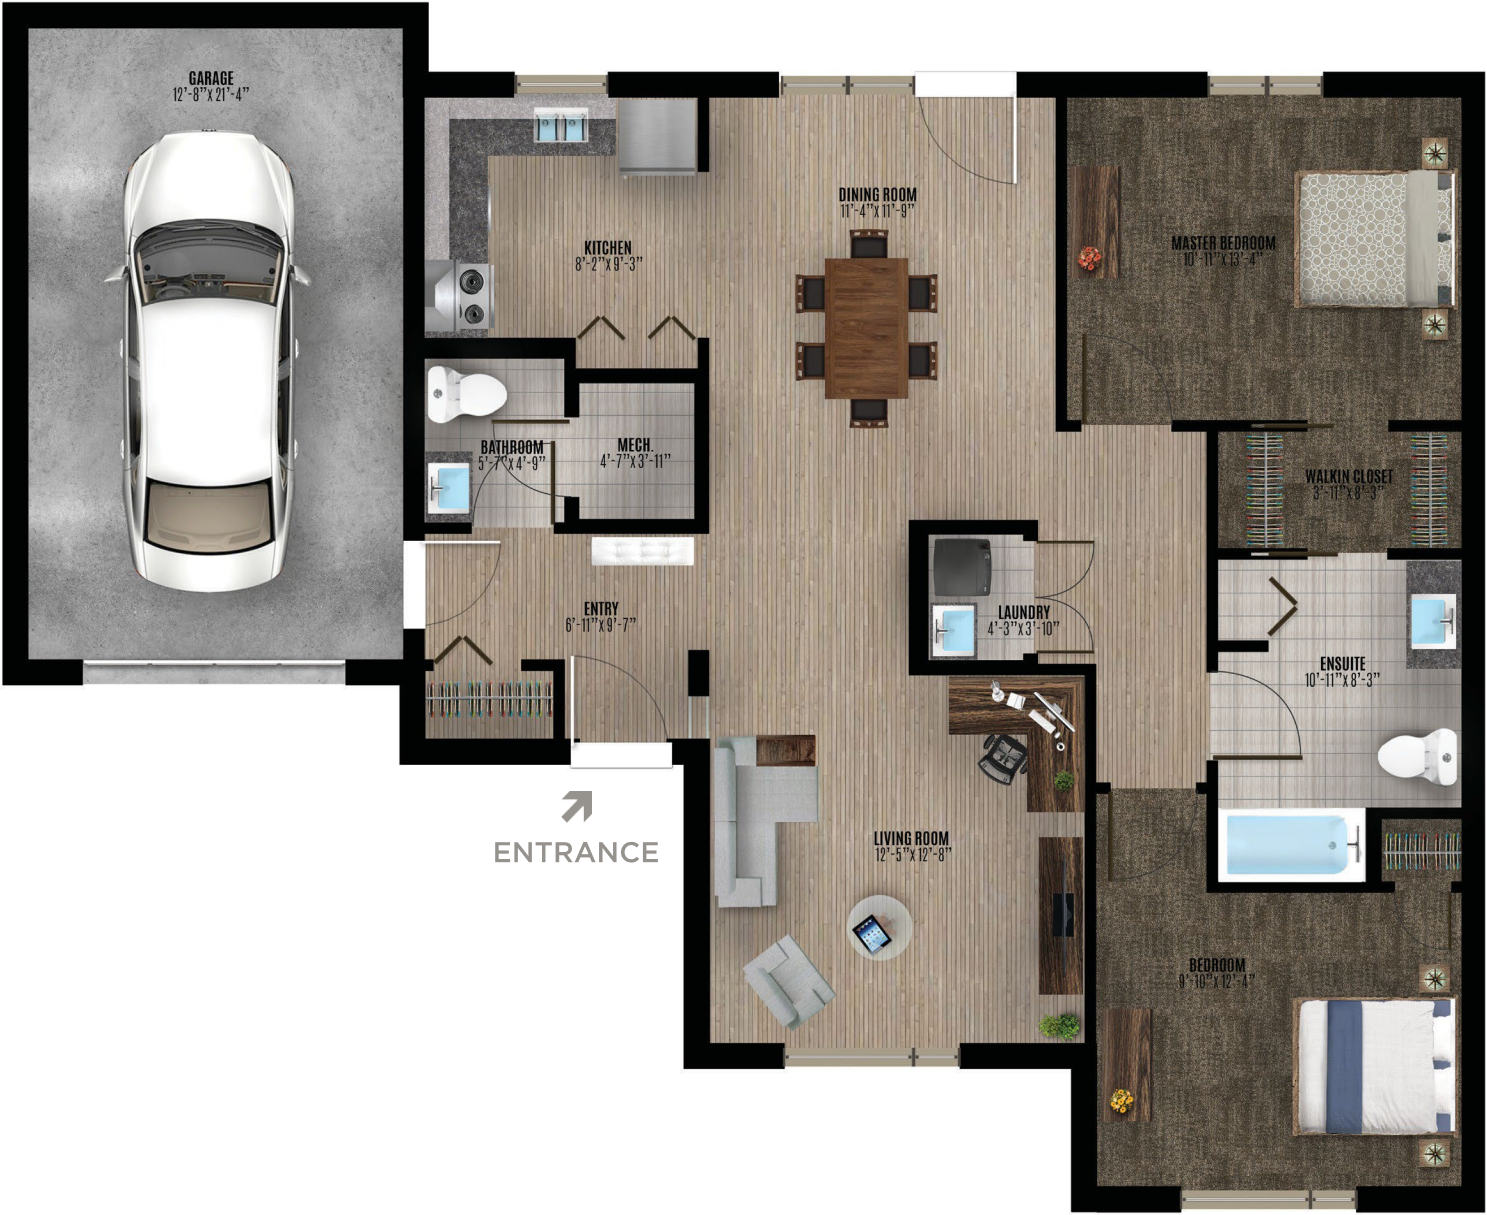 GARAGE
12'-8"X 21'-4"
DINING ROOM
11'-4"X 11'-9"
KITCHEN
8'-2"X 9'-3"
MASTER BEDROOM
10'-11"X 13'-4"
BATHROOM
5'-7"X 4'-9"
MECH.
4'-7"X 3'-11"
WALKIN CLOSET
3'-11"X 8'-3"
ENTRY
6'-11"X 9'-7"
LAUNDRY
4'-3"X 3'-10"
ENSUITE
10'-11"X 8'-3"
ENTRANCE
LIVING ROOM
12'-5"X 12'-8"
BEDROOM
9'-10"X 12'-4"